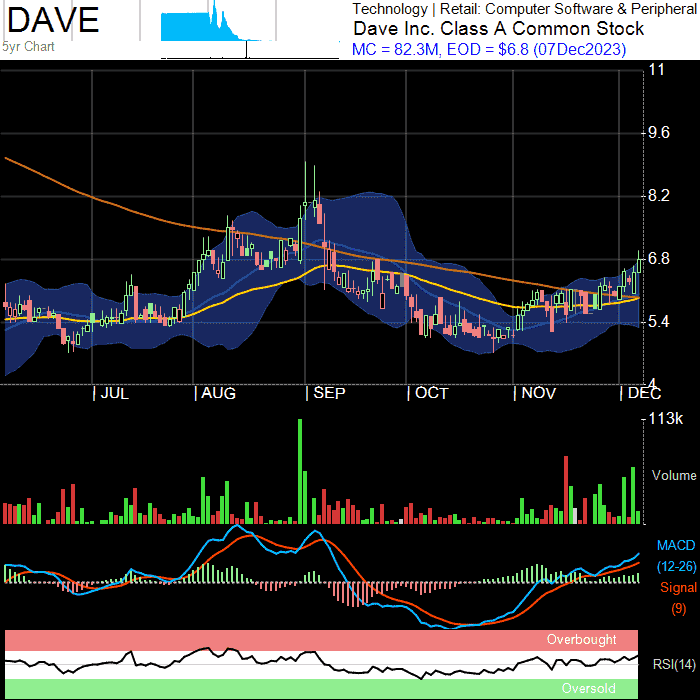 DAVE
5yr Chart
Technology | Retail: Computer Software & Peripheral
Dave Inc. Class A Common Stock
MC = 82.3M, EOD = $6.8 (07Dec2023)
11
9.6
8.2
6.8
5.4
4
| JUL | AUG | SEP | OCT | NOV | DEC
113k
Volume
MACD
(12-26)
Signal
(9)
Overbought
RSI(14)
Oversold